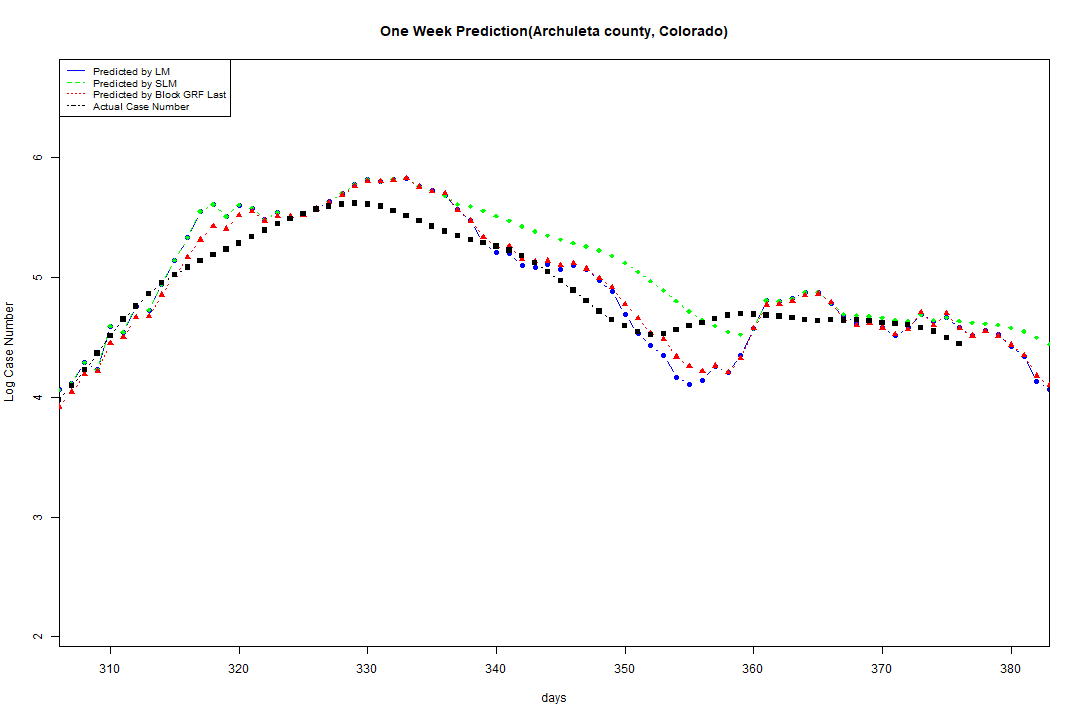 One Week Prediction(Archuleta county, Colorado)
Predicted by LM
Predicted by SLM
Predicted by Block GRF Last
Actual Case Number
6
5
4
3
2
Log Case Number
310 320 330 340 350 360 370 380
days